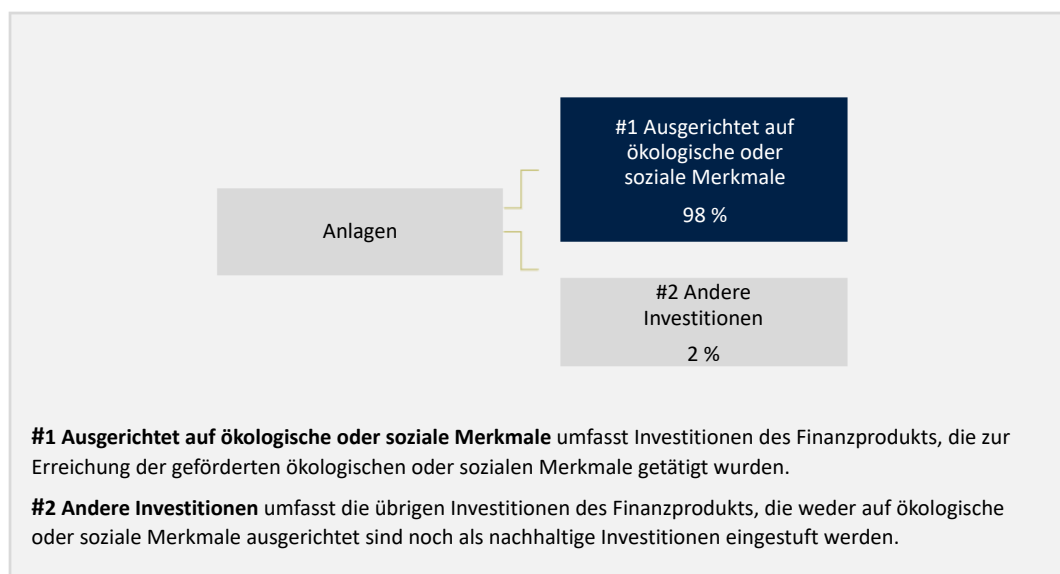 #1 Ausgerichtet auf
ökologische oder
soziale Merkmale
98 %
Anlagen
#2 Andere
Investitionen
2 %
#1 Ausgerichtet auf ökologische oder soziale Merkmale umfasst Investitionen des Finanzprodukts, die zur
Erreichung der geförderten ökologischen oder sozialen Merkmale getätigt wurden.
#2 Andere Investitionen umfasst die übrigen Investitionen des Finanzprodukts, die weder auf ökologische
oder soziale Merkmale ausgerichtet sind noch als nachhaltige Investitionen eingestuft werden.